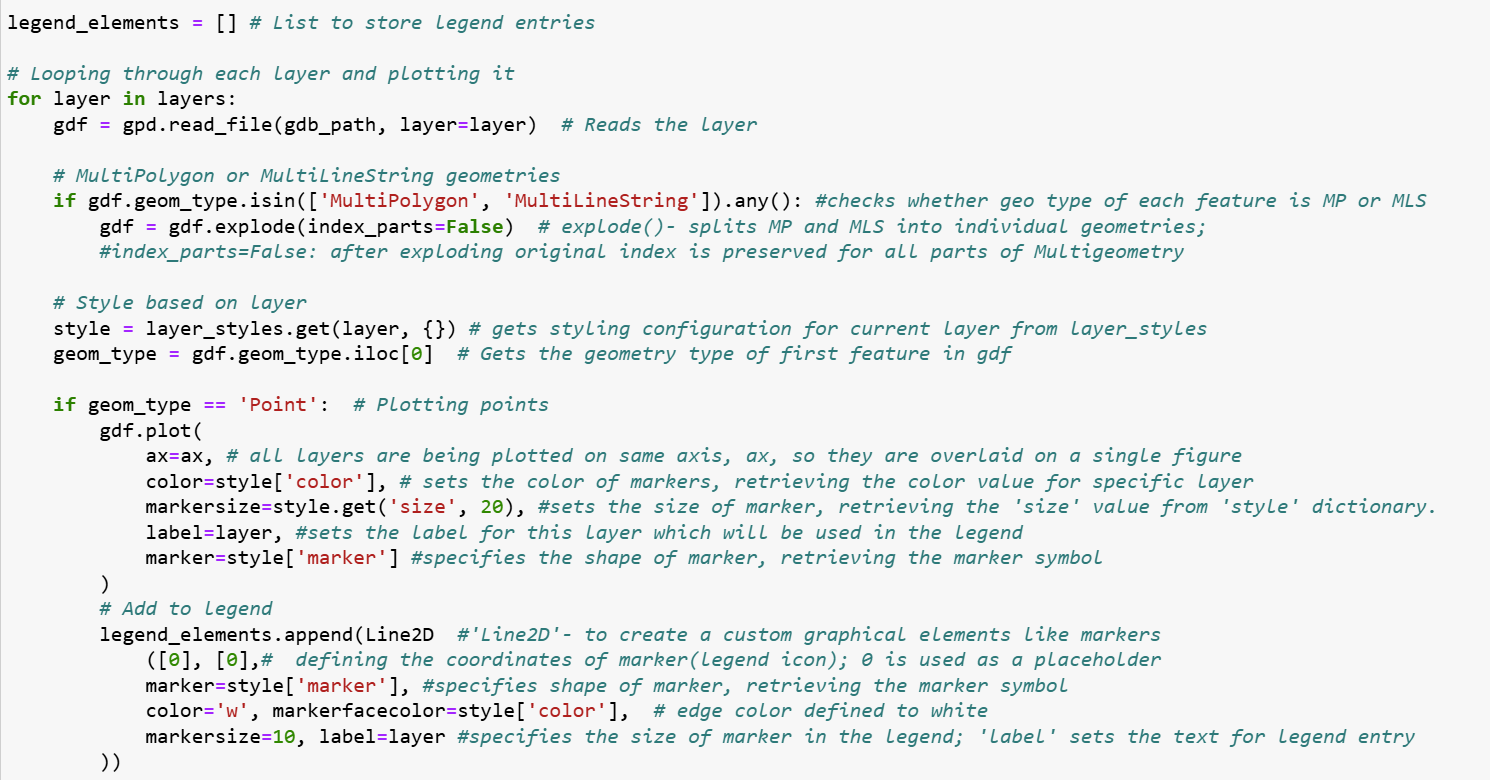 legend_elements = [] # List to store legend entries
# Looping through each layer and plotting it
for layer in layers:
    gdf = gpd.read_file(gdb_path, layer=layer)  # Reads the layer
    # MultiPolygon or MultiLineString geometries
    if gdf.geom_type.isin(['MultiPolygon', 'MultiLineString']).any(): #checks whether geo type of each feature is MP or MLS
        gdf = gdf.explode(index_parts=False)  # explode()- splits MP and MLS into individual geometries;
        #index_parts=False: after exploding original index is preserved for all parts of Multigeometry
    # Style based on layer
    style = layer_styles.get(layer, {}) # gets styling configuration for current layer from layer_styles
    geom_type = gdf.geom_type.iloc[0]  # Gets the geometry type of first feature in gdf
    if geom_type == 'Point':  # Plotting points
        gdf.plot(
            ax=ax, # all layers are being plotted on same axis, ax, so they are overlaid on a single figure
            color=style['color'], # sets the color of markers, retrieving the color value for specific layer
            markersize=style.get('size', 20), #sets the size of marker, retrieving the 'size' value from 'style' dictionary.
            label=layer, #sets the label for this layer which will be used in the legend
            marker=style['marker'] #specifies the shape of marker, retrieving the marker symbol
        )
        # Add to legend
        legend_elements.append(Line2D  #'Line2D'- to create a custom graphical elements like markers
            ([0], [0],#  defining the coordinates of marker(legend icon); 0 is used as a placeholder
            marker=style['marker'], #specifies shape of marker, retrieving the marker symbol
            color='w', markerfacecolor=style['color'],  # edge color defined to white
            markersize=10, label=layer #specifies the size of marker in the legend; 'label' sets the text for legend entry
        ))